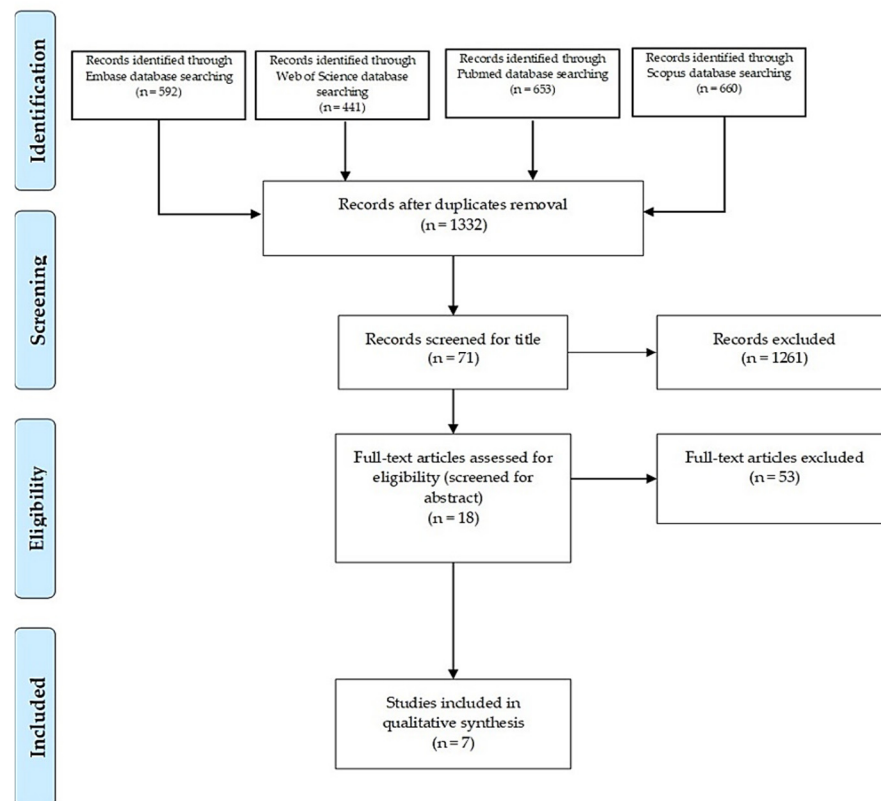 Identification
Records identified through
Embase database searching
(n = 592)
Records identified through
Web of Science database
searching
(n = 441)
Records identified through
Pubmed database searching
(n = 653)
Records identified through
Scopus database searching
(n = 660)
Records after duplicates removal
(n = 1332)
Screening
Records screened for title
(n = 71)
Records excluded
(n = 1261)
Eligibility
Full-text articles assessed for
eligibility (screened for
abstract)
(n = 18)
Full-text articles excluded
(n = 53)
Included
Studies included in
qualitative synthesis
(n = 7)